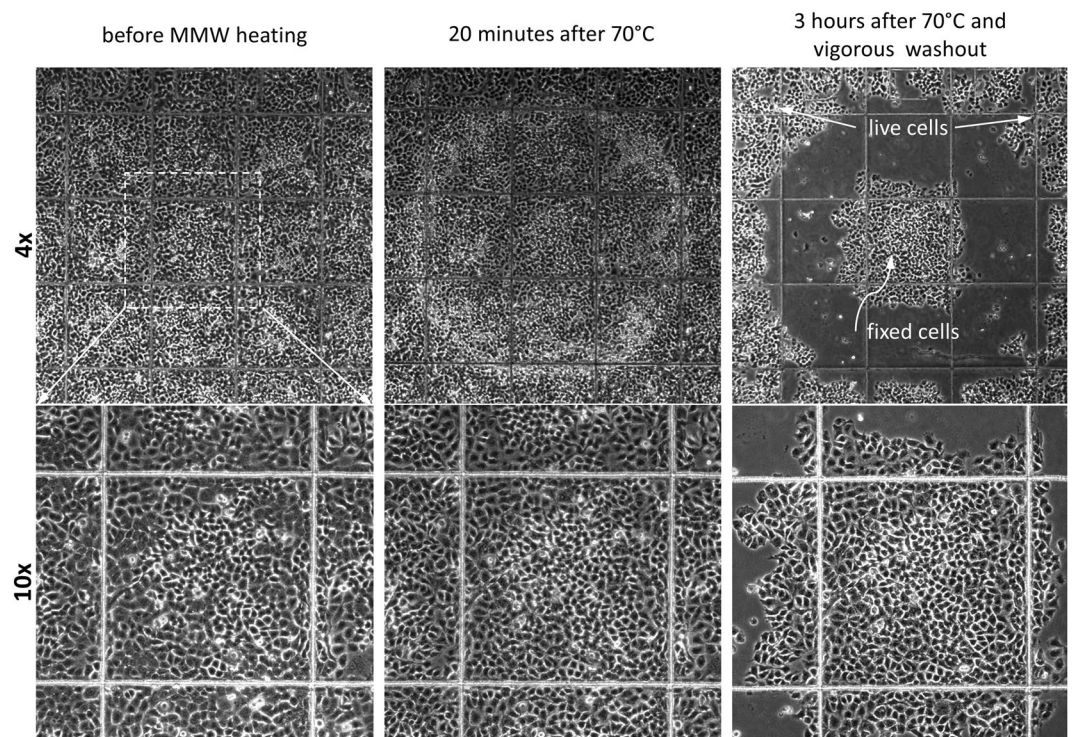 before MMW heating
20 minutes after 70°C
3 hours after 70°C and
vigorous washout
4x
live cells
fixed cells
10x